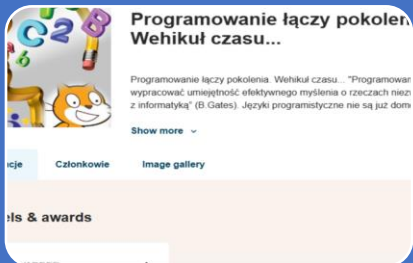 Programowanie łączy pokoleń
Wehikuł czasu...
Programowanie łączy pokolenia. Wehikuł czasu... "Programowan
wypracować umiejętność efektywnego myślenia o rzeczach niez
z informatyką" (B.Gates). Języki programistyczne nie są już dom
Show more
cje Członkowie Image gallery
els & awards